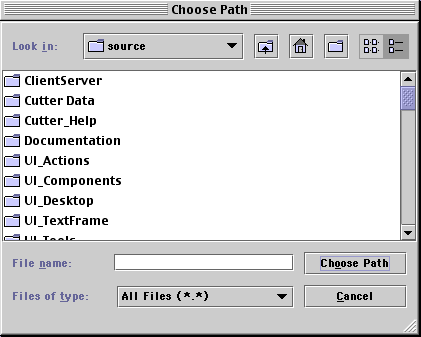 Choose Path
Look in: source
ClientServer
Cutter Data
Cutter_Help
Documentation
UI_Actions
UI_Components
UI_Desktop
UI_TextFrame
UI_Tools
File name: Choose Path
Files of type: All Files (*.*) Cancel